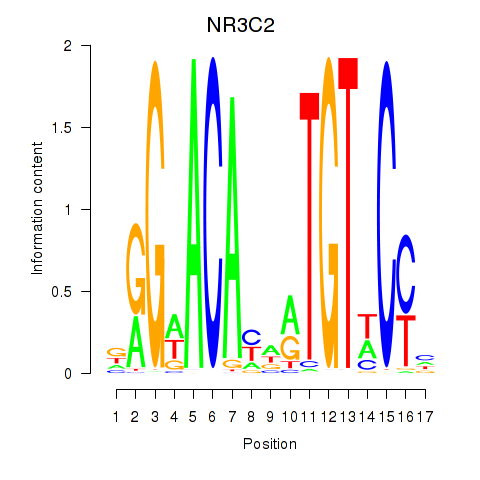 NR3C2
2
1.5
1
0.5
0
Information content
1 2 3 4 5 6 7 8 9 10 11 12 13 14 15 16 17
Position
G G G A A C A C A A T G T T C C C
T A T G T A G A T